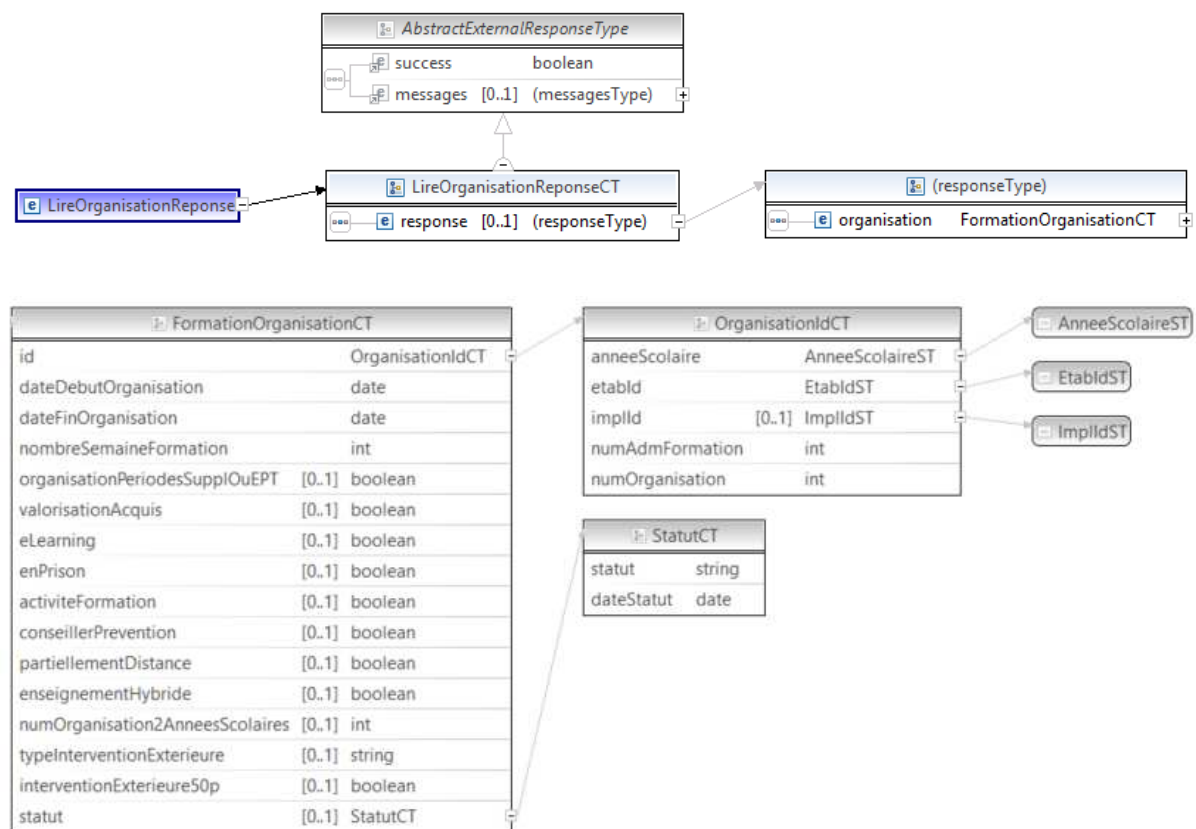 AbstractExternalResponseType
success boolean
messages [0..1] (messagesType)
LireOrganisationReponse
LireOrganisationReponseCT
response [0..1] (responseType)
(responseType)
organisation FormationOrganisationCT
FormationOrganisationCT
id OrganisationIdCT
dateDebutOrganisation date
dateFinOrganisation date
nombreSemaineFormation int
organisationPeriodesSupplOuEPT [0..1] boolean
valorisationAcquis [0..1] boolean
eLearning [0..1] boolean
enPrison [0..1] boolean
activiteFormation [0..1] boolean
conseillerPrevention [0..1] boolean
partiellementDistance [0..1] boolean
enseignementHybride [0..1] boolean
numOrganisation2AnneesScolaires [0..1] int
typeInterventionExterieure [0..1] string
interventionExterieure50p [0..1] boolean
statut [0..1] StatutCT
OrganisationIdCT
anneeScolaire AnneeScolaireST
etabId EtabIdST
implId [0..1] ImplIdST
numAdmFormation int
numOrganisation int
StatutCT
statut string
dateStatut date
AnneeScolaireST
EtabIdST
ImplIdST